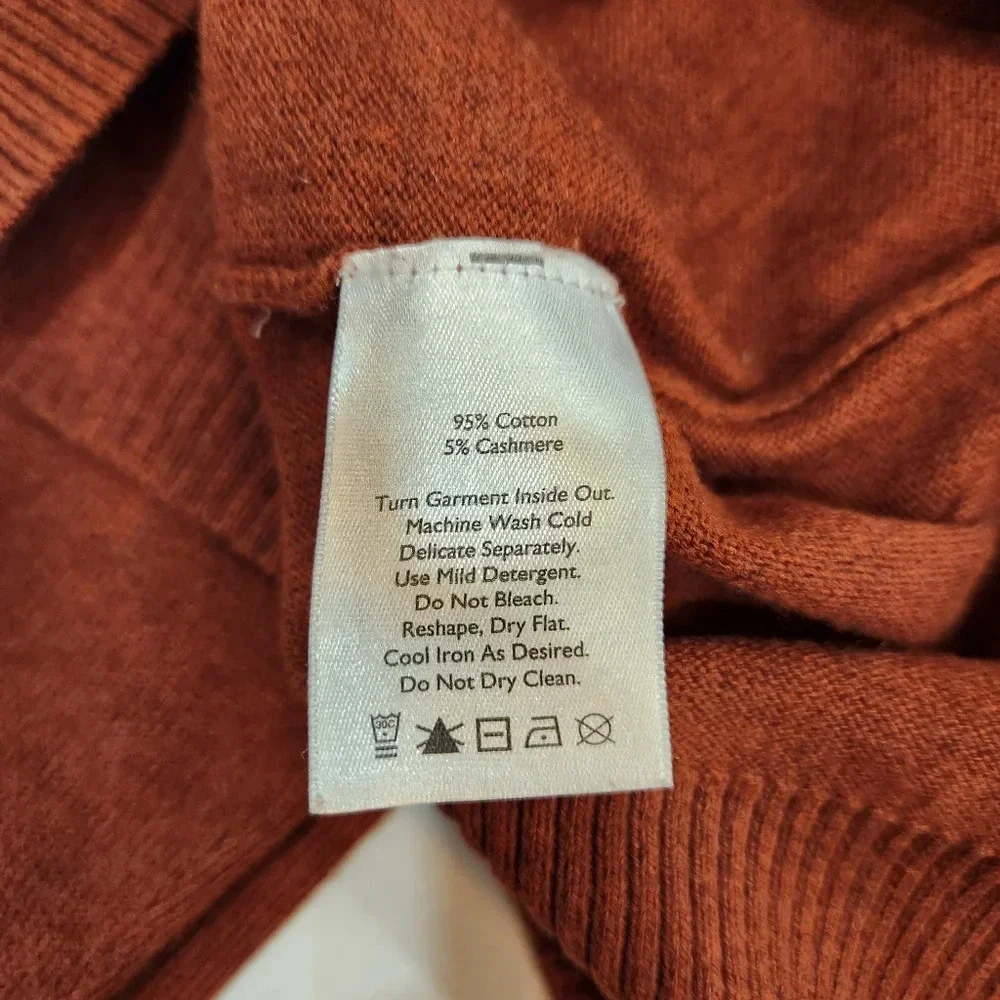 95% Cotton
5% Cashmere
Turn Garment Inside Out.
Machine Wash Cold
Delicate Separately.
Use Mild Detergent.
Do Not Bleach.
Reshape, Dry Flat.
Cool Iron As Desired.
Do Not Dry Clean.
30C